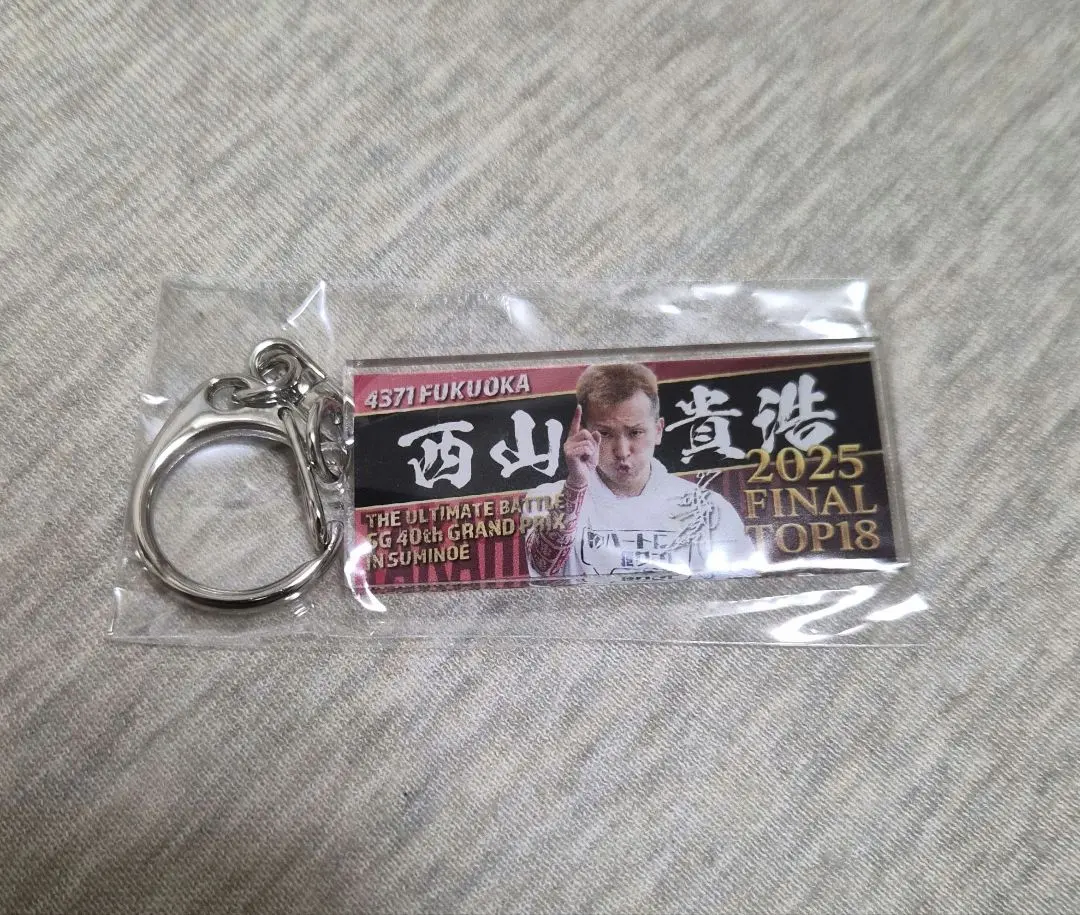 4371 FUKUOKA
西山 貴浩
THE ULTIMATE BATTLE
SG 40th GRAND PRIX
IN SUMINOE
2025
FINAL
TOP18